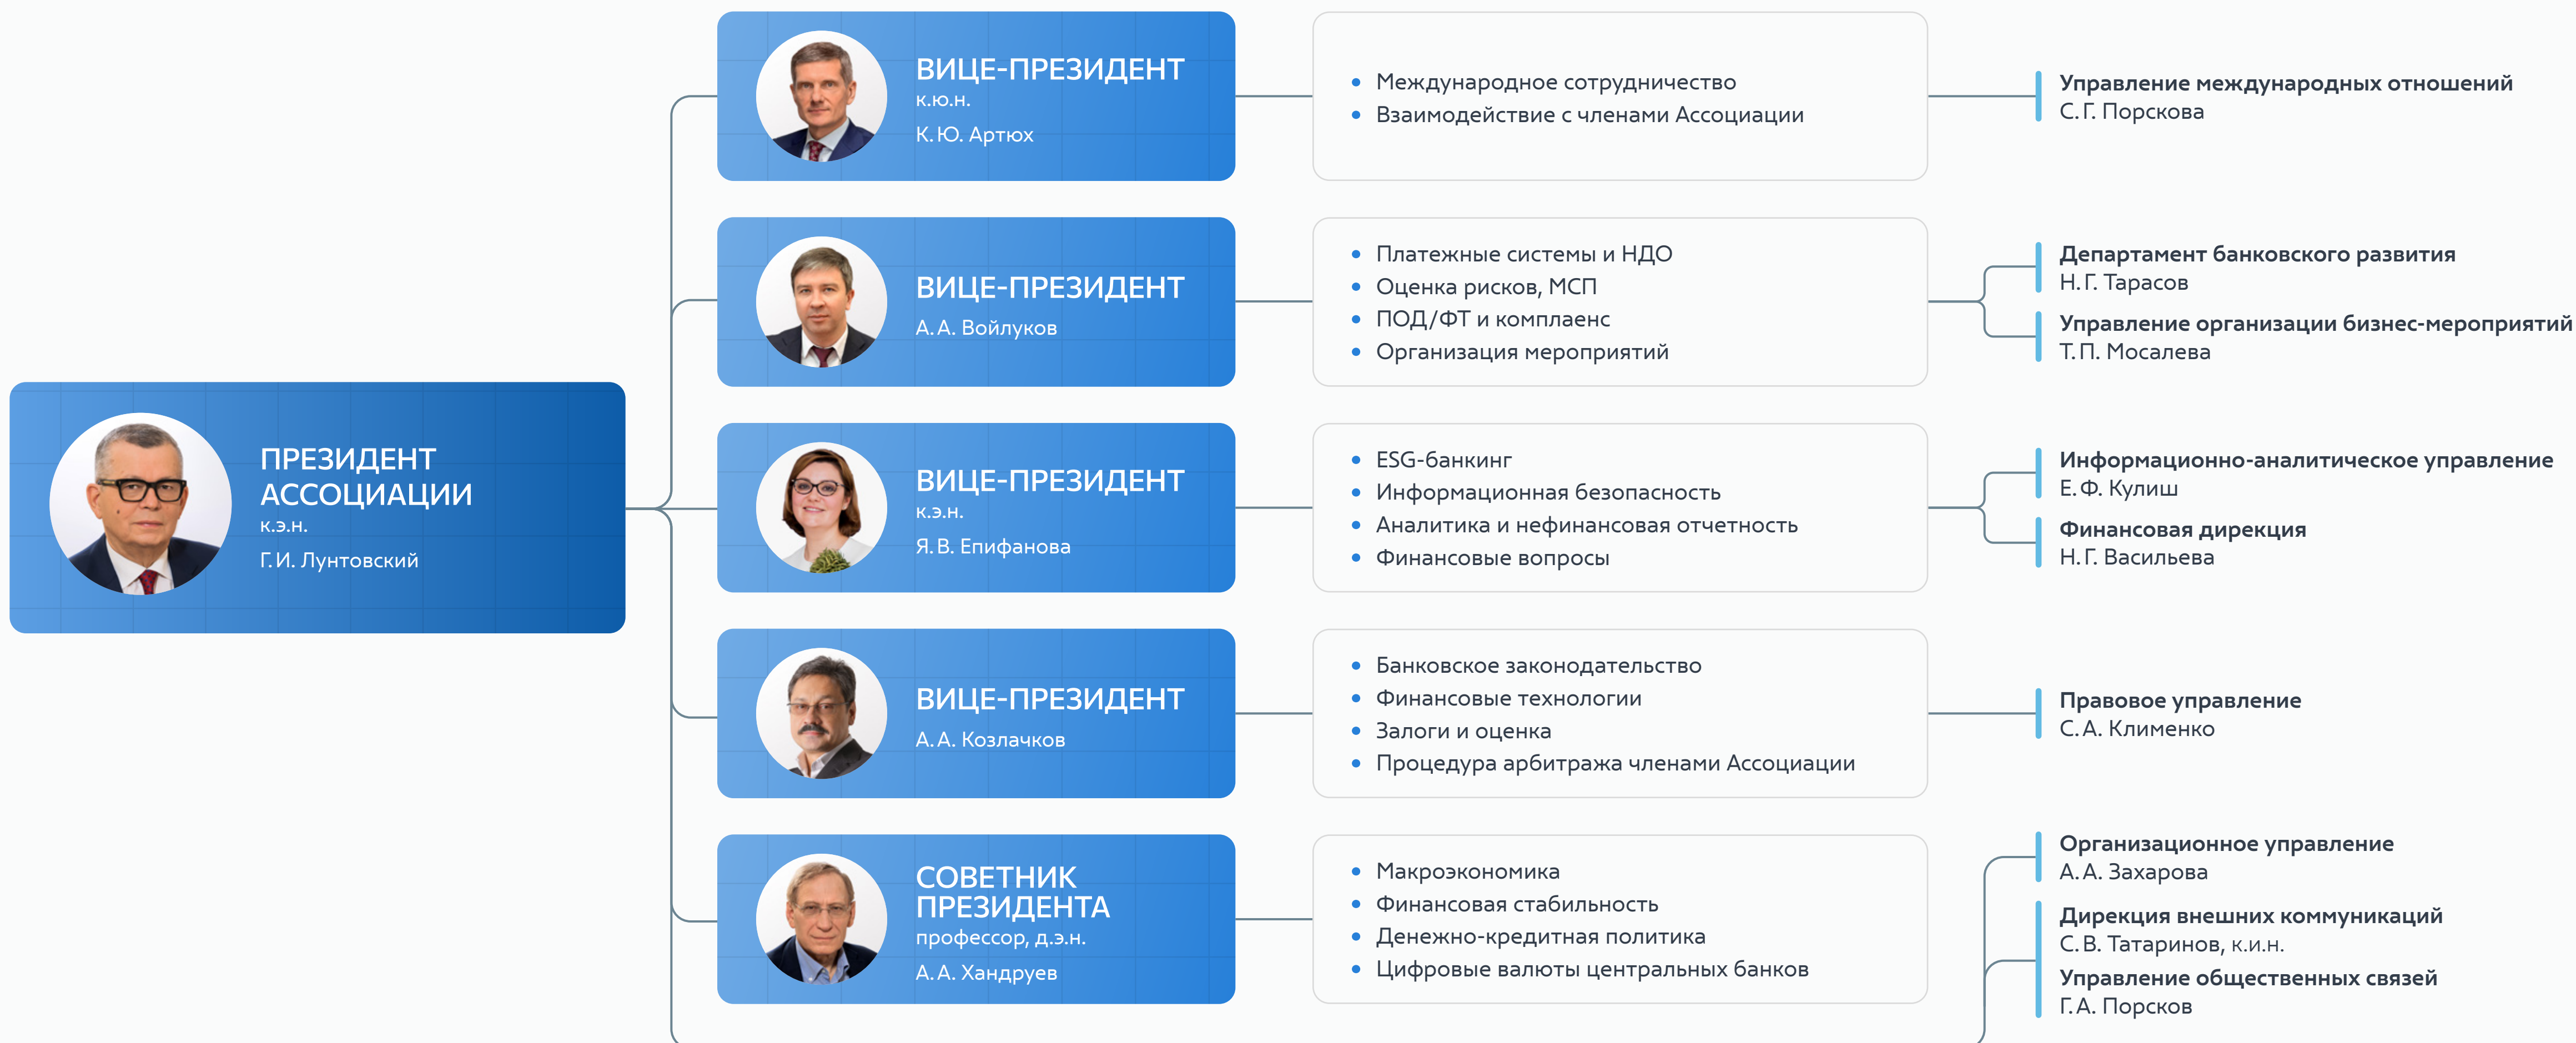 ПРЕЗИДЕНТ
АССОЦИАЦИИ
к.э.н.
Г.И. Лунтовский
ВИЦЕ-ПРЕЗИДЕНТ
к.ю.н.
К.Ю. Артюх
Международное сотрудничество
Взаимодействие с членами Ассоциации
Управление международных отношений
С.Г. Порскова
ВИЦЕ-ПРЕЗИДЕНТ
А.А. Войлуков
Платежные системы и НДО
Оценка рисков, МСП
ПОД/ФТ и комплаенс
Организация мероприятий
Департамент банковского развития
Н.Г. Тарасов
Управление организации бизнес-мероприятий
Т.П. Мосалева
ВИЦЕ-ПРЕЗИДЕНТ
к.э.н.
Я.В. Епифанова
ESG-банкинг
Информационная безопасность
Аналитика и нефинансовая отчетность
Финансовые вопросы
Информационно-аналитическое управление
Е.Ф. Кулиш
Финансовая дирекция
Н.Г. Васильева
ВИЦЕ-ПРЕЗИДЕНТ
А.А. Козлачков
Банковское законодательство
Финансовые технологии
Залоги и оценка
Процедура арбитража членами Ассоциации
Правовое управление
С.А. Клименко
СОВЕТНИК
ПРЕЗИДЕНТА
профессор, д.э.н.
А.А. Хандруев
Макроэкономика
Финансовая стабильность
Денежно-кредитная политика
Цифровые валюты центральных банков
Организационное управление
А.А. Захарова
Дирекция внешних коммуникаций
С.В. Татаринов, к.и.н.
Управление общественных связей
Г.А. Порсков